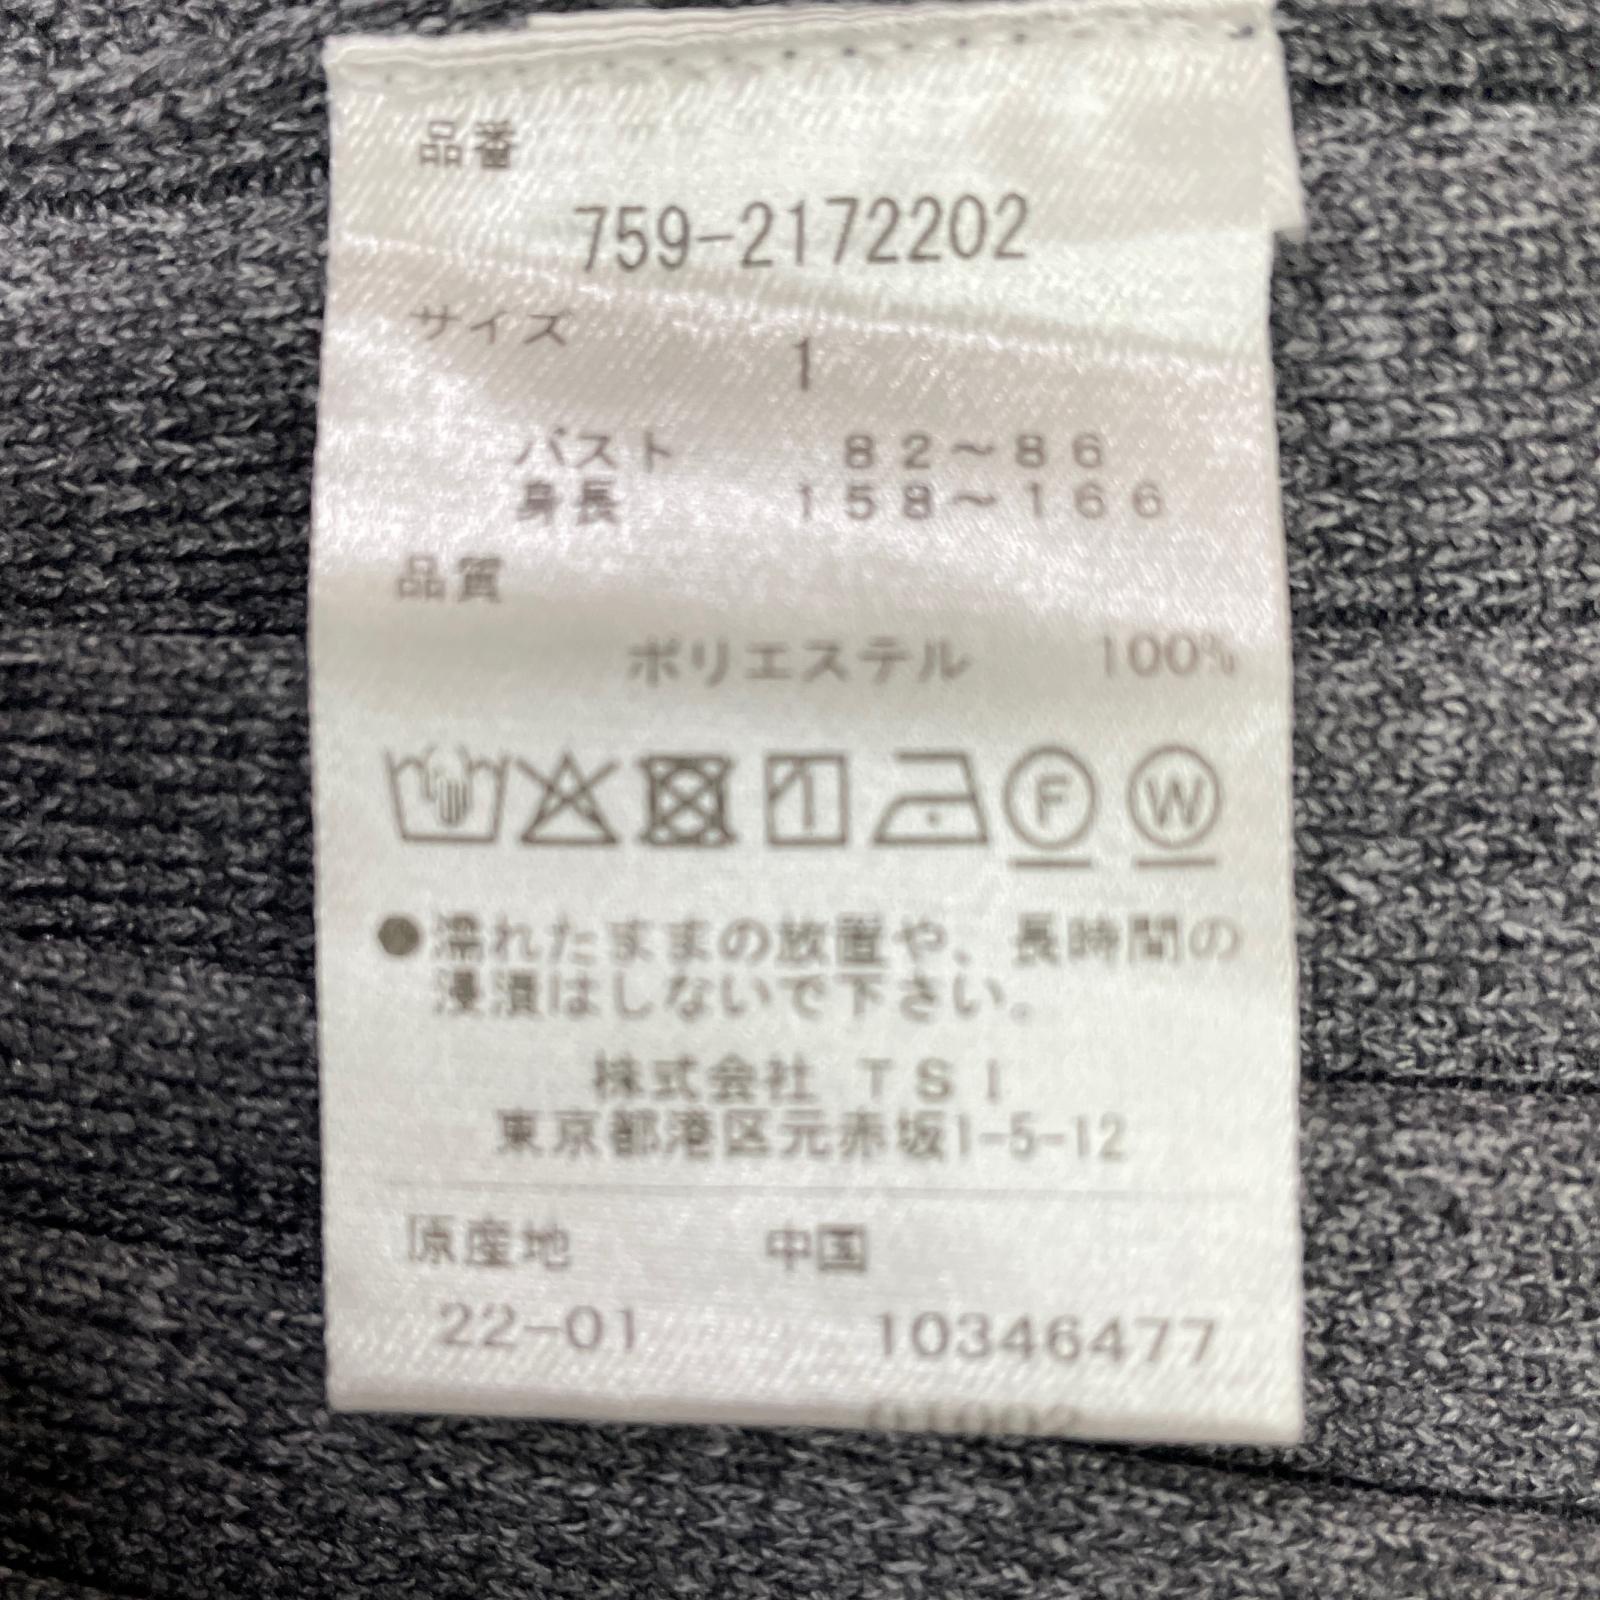 品番
759-2172202
サイズ 1
バスト 82～86
身長 158～166
品質
ポリエステル 100%
1 F W
●濡れたままの放置や、長時間の
浸漬はしないで下さい。
株式会社 TSI
東京都港区元赤坂1-5-12
原産地 中国
22-01 10346477